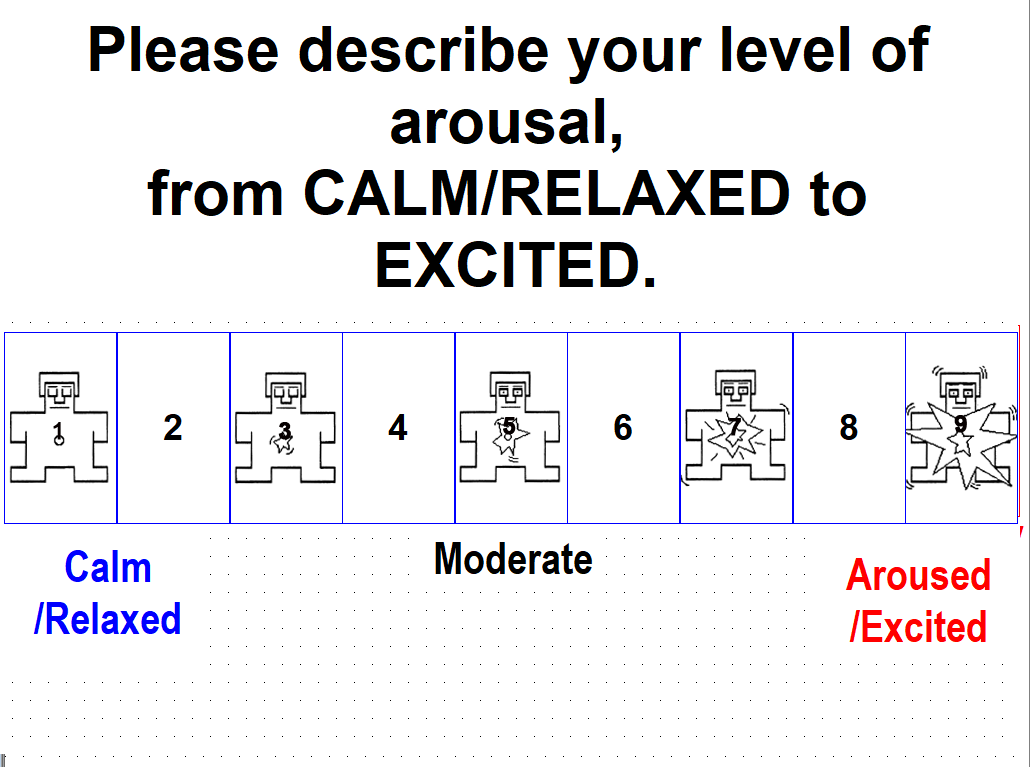 Please describe your level of
arousal,
from CALM/RELAXED to
EXCITED.
1 2 3 4 5 6 7 8 9
Calm
/Relaxed
Moderate
Aroused
/Excited